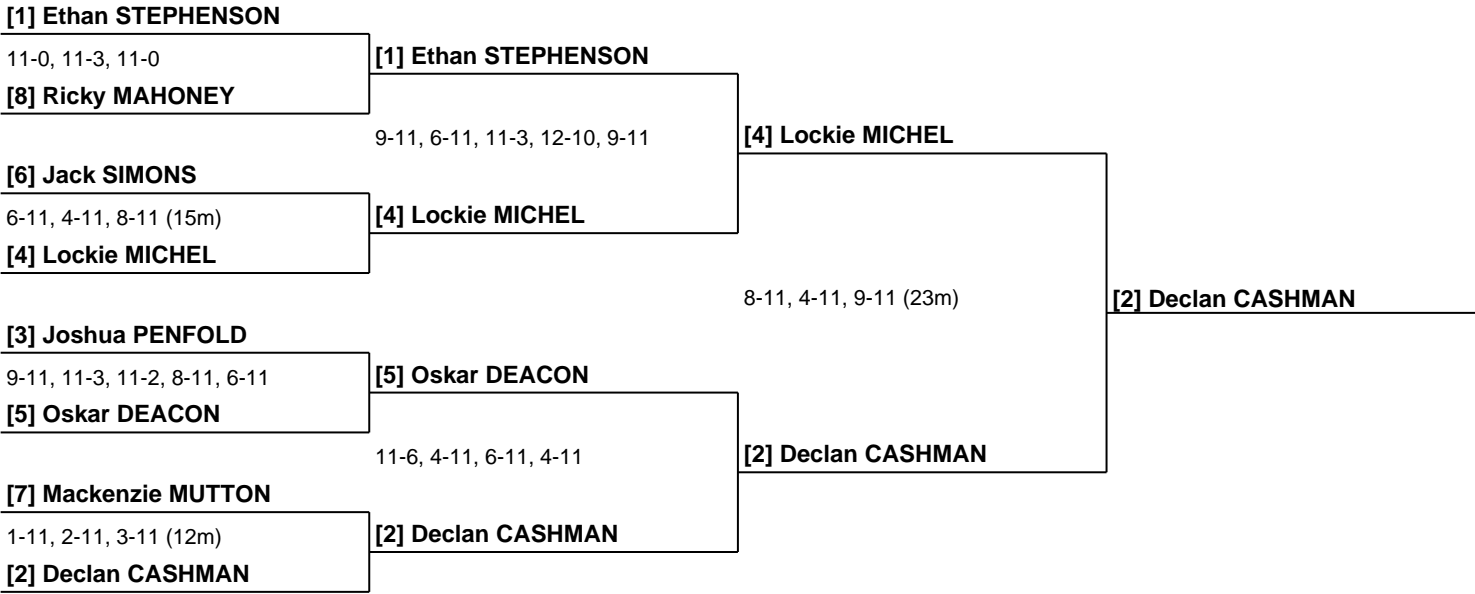 [1] Ethan STEPHENSON
11-0, 11-3, 11-0
[8] Ricky MAHONEY
[1] Ethan STEPHENSON
9-11, 6-11, 11-3, 12-10, 9-11
[6] Jack SIMONS
6-11, 4-11, 8-11 (15m)
[4] Lockie MICHEL
[4] Lockie MICHEL
[4] Lockie MICHEL
8-11, 4-11, 9-11 (23m)
[2] Declan CASHMAN
[3] Joshua PENFOLD
9-11, 11-3, 11-2, 8-11, 6-11
[5] Oskar DEACON
[5] Oskar DEACON
11-6, 4-11, 6-11, 4-11
[2] Declan CASHMAN
[7] Mackenzie MUTTON
1-11, 2-11, 3-11 (12m)
[2] Declan CASHMAN
[2] Declan CASHMAN